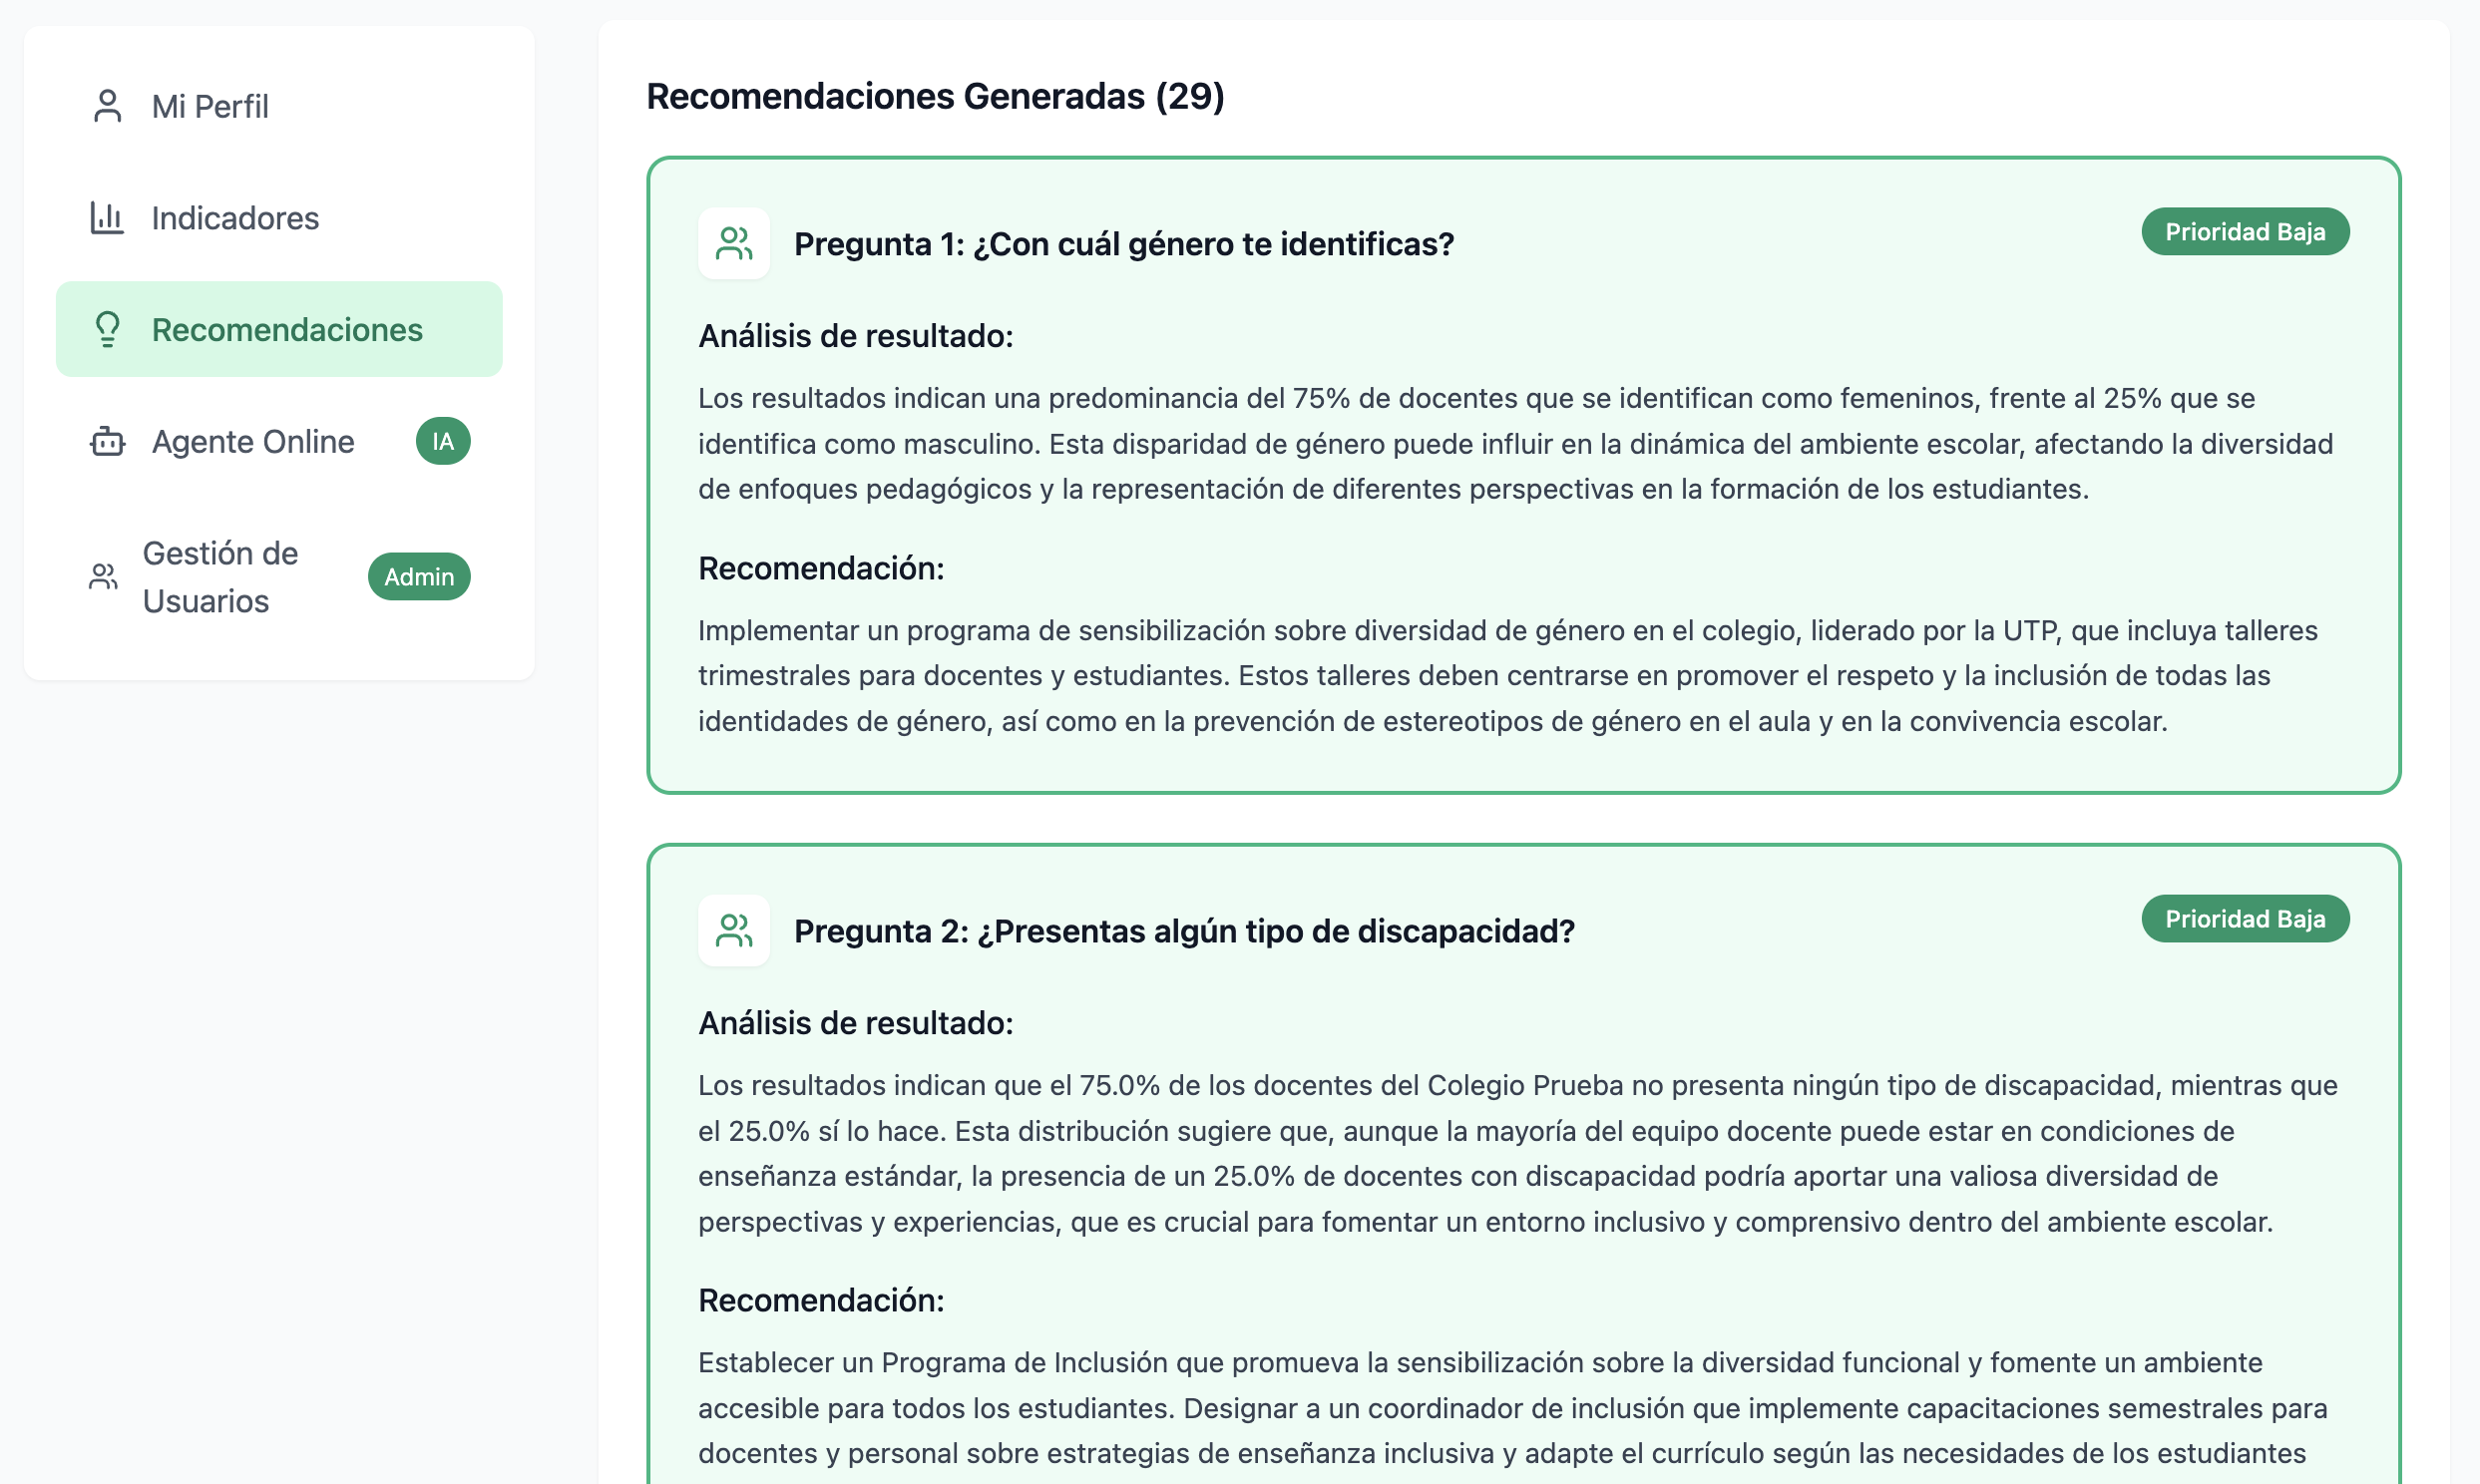 Mi Perfil
Indicadores
Recomendaciones
Agente Online
IA
Gestión de
Usuarios
Admin
Recomendaciones Generadas (29)
Pregunta 1: ¿Con cuál género te identificas?
Prioridad Baja
Análisis de resultado:
Los resultados indican una predominancia del 75% de docentes que se identifican como femeninos, frente al 25% que se
identifica como masculino. Esta disparidad de género puede influir en la dinámica del ambiente escolar, afectando la diversidad
de enfoques pedagógicos y la representación de diferentes perspectivas en la formación de los estudiantes.
Recomendación:
Implementar un programa de sensibilización sobre diversidad de género en el colegio, liderado por la UTP, que incluya talleres
trimestrales para docentes y estudiantes. Estos talleres deben centrarse en promover el respeto y la inclusión de todas las
identidades de género, así como en la prevención de estereotipos de género en el aula y en la convivencia escolar.
Pregunta 2: ¿Presentas algún tipo de discapacidad?
Prioridad Baja
Análisis de resultado:
Los resultados indican que el 75.0% de los docentes del Colegio Prueba no presenta ningún tipo de discapacidad, mientras que
el 25.0% sí lo hace. Esta distribución sugiere que, aunque la mayoría del equipo docente puede estar en condiciones de
enseñanza estándar, la presencia de un 25.0% de docentes con discapacidad podría aportar una valiosa diversidad de
perspectivas y experiencias, que es crucial para fomentar un entorno inclusivo y comprensivo dentro del ambiente escolar.
Recomendación:
Establecer un Programa de Inclusión que promueva la sensibilización sobre la diversidad funcional y fomente un ambiente
accesible para todos los estudiantes. Designar a un coordinador de inclusión que implemente capacitaciones semestrales para
docentes y personal sobre estrategias de enseñanza inclusiva y adapte el currículo según las necesidades de los estudiantes